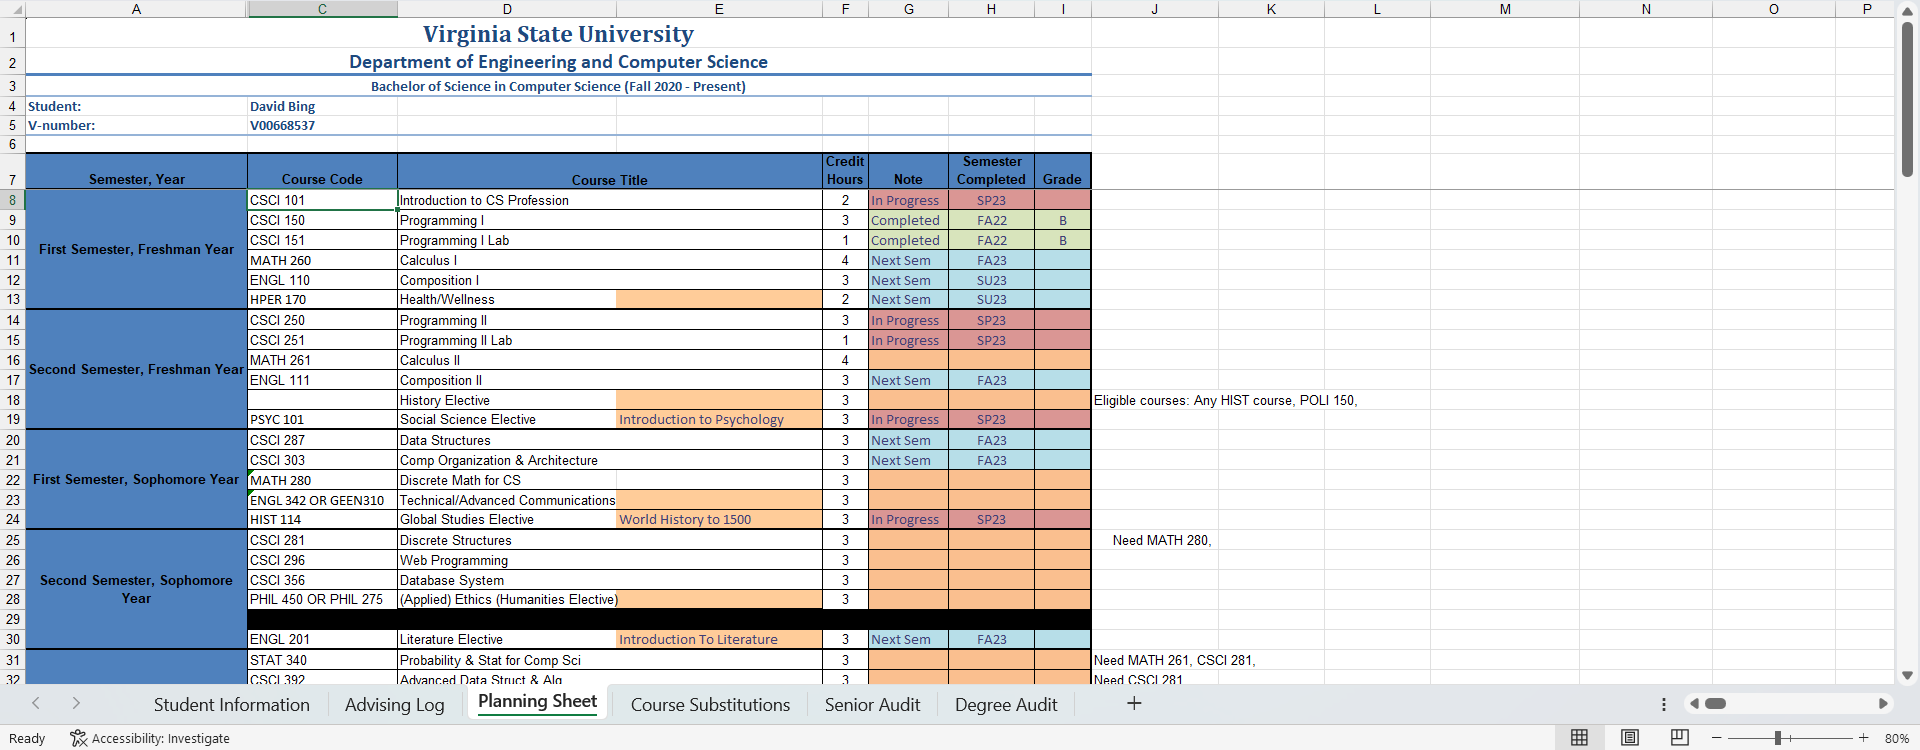 A C D E F G H I J K L M N O P
1 Virginia State University
2 Department of Engineering and Computer Science
3 Bachelor of Science in Computer Science (Fall 2020 - Present)
4 Student: David Bing
5 V-number: V00668537
6
7 Semester, Year Course Code Course Title Credit Hours Note Semester Completed Grade
First Semester, Freshman Year
8 CSCI 101 Introduction to CS Profession 2 In Progress SP23
9 CSCI 150 Programming I 3 Completed FA22 B
10 CSCI 151 Programming I Lab 1 Completed FA22 B
11 MATH 260 Calculus I 4 Next Sem FA23
12 ENGL 110 Composition I 3 Next Sem SU23
13 HPER 170 Health/Wellness 2 Next Sem SU23
Second Semester, Freshman Year
14 CSCI 250 Programming II 3 In Progress SP23
15 CSCI 251 Programming II Lab 1 In Progress SP23
16 MATH 261 Calculus II 4
17 ENGL 111 Composition II 3 Next Sem FA23
18 History Elective 3 Eligible courses: Any HIST course, POLI 150,
19 PSYC 101 Social Science Elective Introduction to Psychology 3 In Progress SP23
First Semester, Sophomore Year
20 CSCI 287 Data Structures 3 Next Sem FA23
21 CSCI 303 Comp Organization & Architecture 3 Next Sem FA23
22 MATH 280 Discrete Math for CS 3
23 ENGL 342 OR GEEN310 Technical/Advanced Communications 3
24 HIST 114 Global Studies Elective World History to 1500 3 In Progress SP23
Second Semester, Sophomore Year
25 CSCI 281 Discrete Structures 3 Need MATH 280,
26 CSCI 296 Web Programming 3
27 CSCI 356 Database System 3
28 PHIL 450 OR PHIL 275 (Applied) Ethics (Humanities Elective) 3
29
30 ENGL 201 Literature Elective Introduction To Literature 3 Next Sem FA23
31 STAT 340 Probability & Stat for Comp Sci 3 Need MATH 261, CSCI 281,
32 CSCI 392 Advanced Data Struct & Alg 3 Need CSCI 281
Student Information Advising Log Planning Sheet Course Substitutions Senior Audit Degree Audit +
Ready Accessibility: Investigate 80%